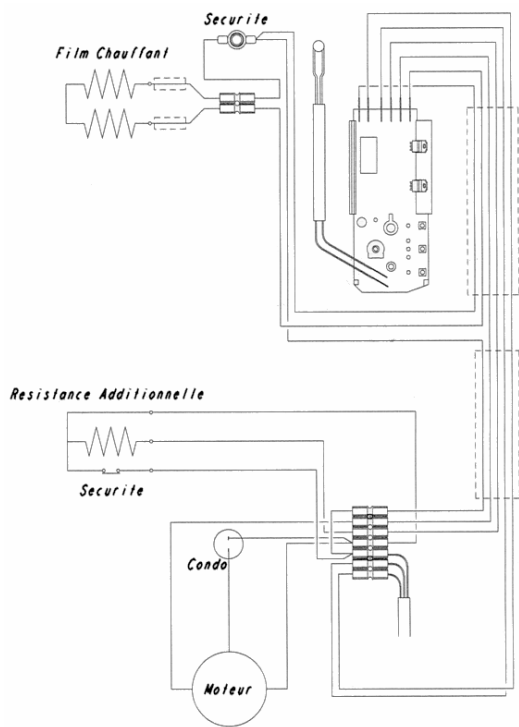 Securite
Film Chauffant
Resistance Additionnelle
Securite
Condo
Moteur